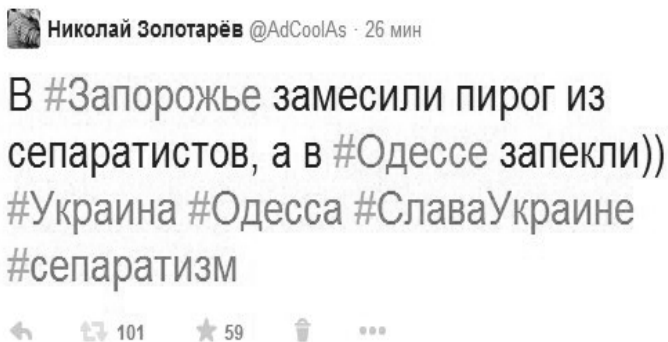 Николай Золотарёв @AdCoolAs · 26 мин
В #Запорожье замесили пирог из
сепаратистов, а в #Одессе запекли))
#Украина #Одесса #СлаваУкраине
#сепаратизм
101 59